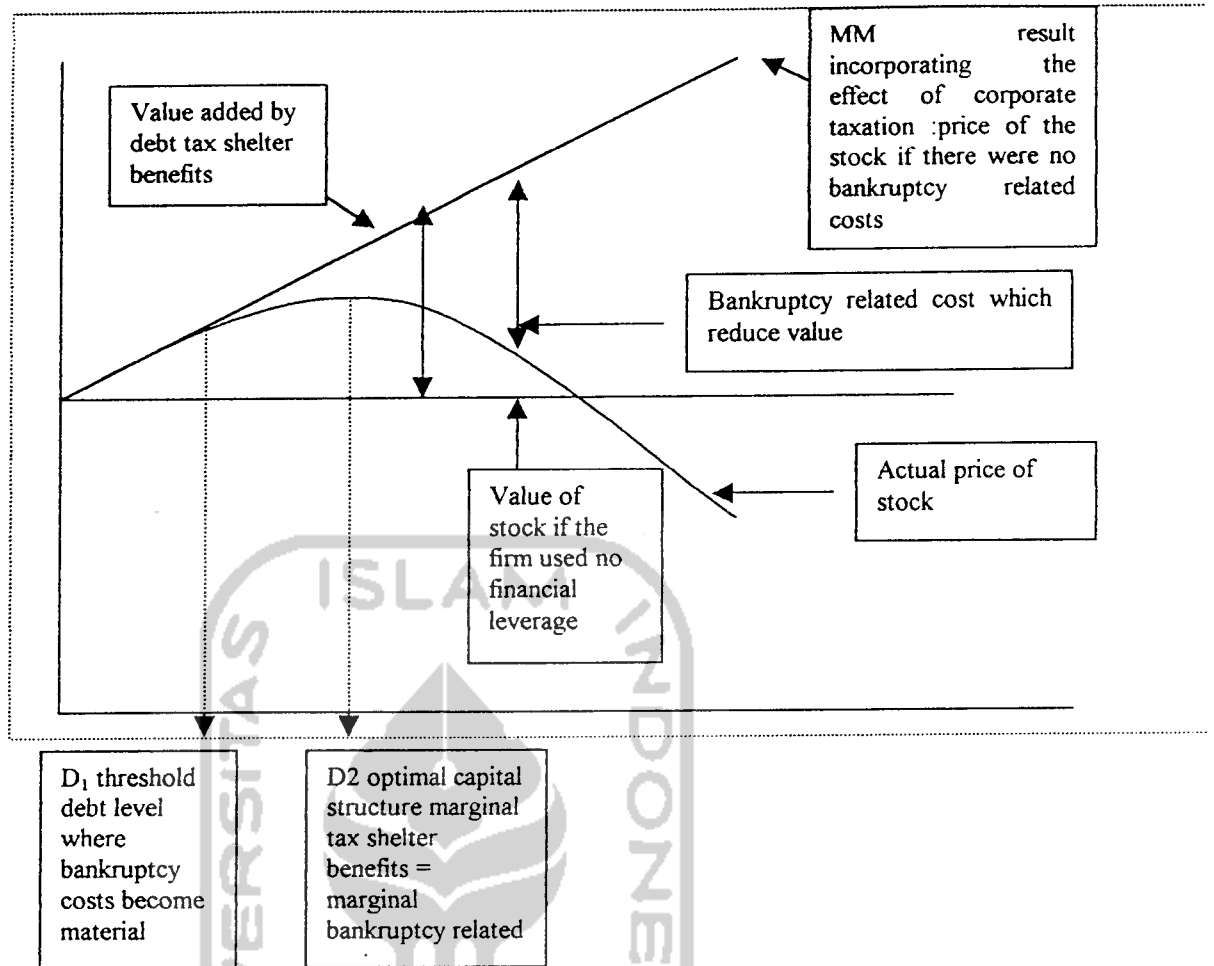 MM result
incorporating the
effect of corporate
taxation :price of the
stock if there were no
bankruptcy related
costs
Value added by
debt tax shelter
benefits
Bankruptcy related cost which
reduce value
Actual price of
stock
Value of
stock if the
firm used no
financial
leverage
ISLAM
INDONE
VERSITAS
D₁ threshold
debt level
where
bankruptcy
costs become
material
D2 optimal capital
structure marginal
tax shelter
benefits =
marginal
bankruptcy related